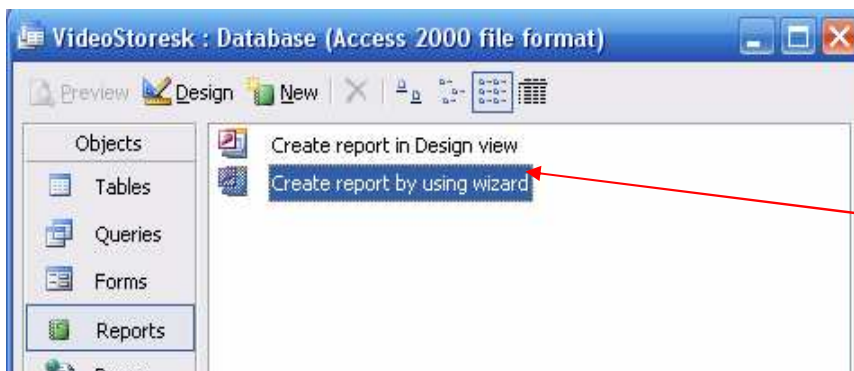 VideoStoresk : Database (Access 2000 file format)
Preview Design New
Objects
Create report in Design view
Tables
Create report by using wizard
Queries
Forms
Reports